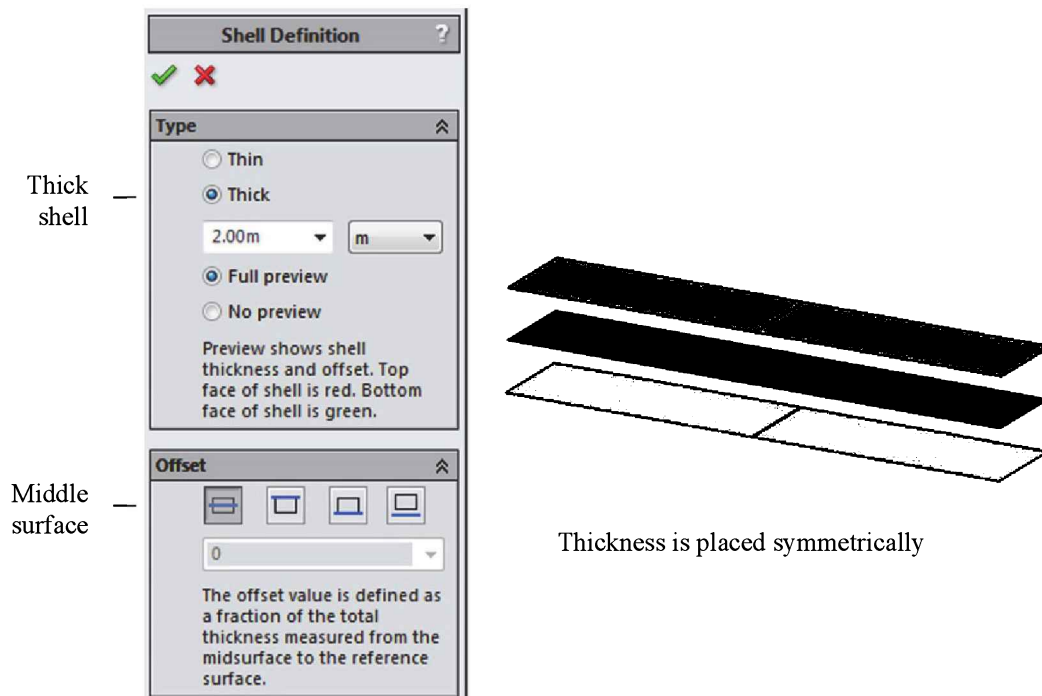 Shell Definition ?
Type
Thin
Thick
Thick
shell
2.00m
m
Full preview
No preview
Preview shows shell
thickness and offset. Top
face of shell is red. Bottom
face of shell is green.
Offset
Middle
surface
0
The offset value is defined as
a fraction of the total
thickness measured from the
midsurface to the reference
surface.
Thickness is placed symmetrically